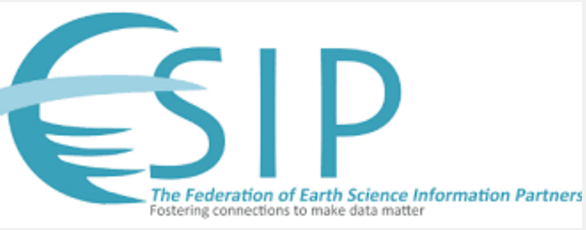 ESIP
The Federation of Earth Science Information Partners
Fostering connections to make data matter